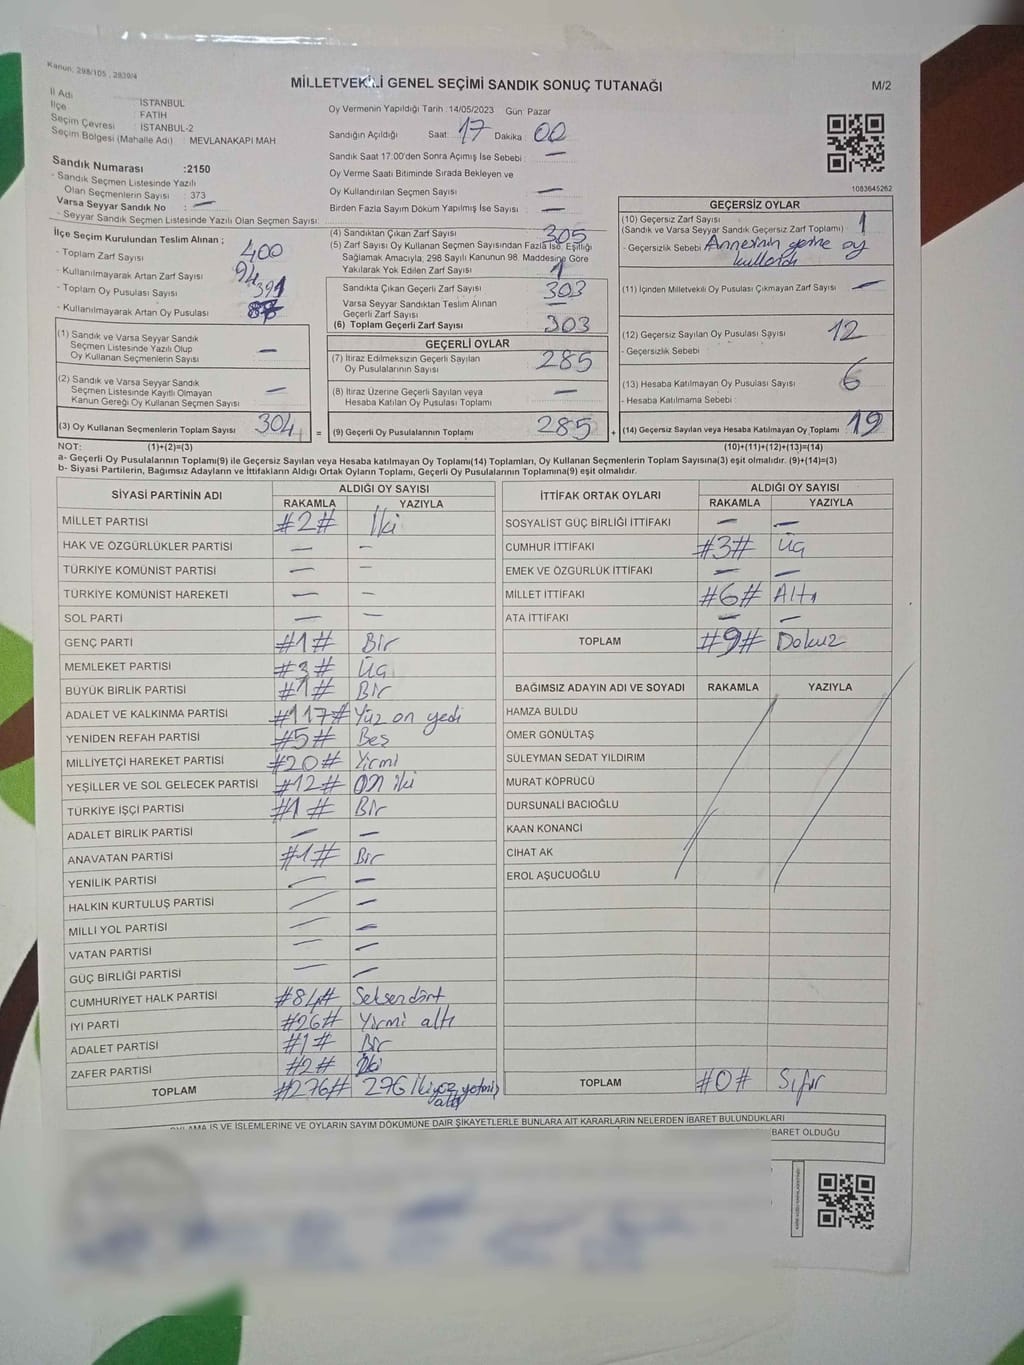 Kanun: 298/105, 2839/4
MİLLETVEKİLİ GENEL SEÇİMİ SANDIK SONUÇ TUTANAĞI
M/2
İl Adı : İSTANBUL
İlçe : FATİH
Seçim Çevresi : İSTANBUL-2
Seçim Bölgesi (Mahalle Adı) : MEVLANAKAPI MAH
Sandık Numarası :2150
- Sandık Seçmen Listesinde Yazılı
Olan Seçmenlerin Sayısı : 373
Varsa Seyyar Sandık No : —
- Seyyar Sandık Seçmen Listesinde Yazılı Olan Seçmen Sayısı:
Oy Vermenin Yapıldığı Tarih : 14/05/2023 Gün Pazar
Sandığın Açıldığı Saat: 17 Dakika : 00
Sandık Saat 17.00'den Sonra Açımış İse Sebebi : —
Oy Verme Saati Bitiminde Sırada Bekleyen ve
Oy Kullandırılan Seçmen Sayısı : —
Birden Fazla Sayım Döküm Yapılmış İse Sayısı : —
1083645262
İlçe Seçim Kurulundan Teslim Alınan ;
- Toplam Zarf Sayısı 400
- Kullanılmayarak Artan Zarf Sayısı 94
- Toplam Oy Pusulası Sayısı 391
- Kullanılmayarak Artan Oy Pusulası
(1) Sandık ve Varsa Seyyar Sandık
Seçmen Listesinde Yazılı Olup
Oy Kullanan Seçmenlerin Sayısı —
(2) Sandık ve Varsa Seyyar Sandık
Seçmen Listesinde Kayıtlı Olmayan
Kanun Gereği Oy Kullanan Seçmen Sayısı —
(3) Oy Kullanan Seçmenlerin Toplam Sayısı 304 =
(4) Sandıktan Çıkan Zarf Sayısı 305
(5) Zarf Sayısı Oy Kullanan Seçmen Sayısından Fazla İse, Eşitliği
Sağlamak Amacıyla, 298 Sayılı Kanunun 98. Maddesine Göre
Yakılarak Yok Edilen Zarf Sayısı 1
Sandıkta Çıkan Geçerli Zarf Sayısı 303
Varsa Seyyar Sandıktan Teslim Alınan
Geçerli Zarf Sayısı —
(6) Toplam Geçerli Zarf Sayısı 303
GEÇERLİ OYLAR
(7) İtiraz Edilmeksizin Geçerli Sayılan
Oy Pusulalarının Sayısı 285
(8) İtiraz Üzerine Geçerli Sayılan veya
Hesaba Katılan Oy Pusulası Toplamı —
(9) Geçerli Oy Pusulalarının Toplamı 285 +
GEÇERSİZ OYLAR
(10) Geçersiz Zarf Sayısı 1
(Sandık ve Varsa Seyyar Sandık Geçersiz Zarf Toplamı) :
- Geçersizlik Sebebi Annesinin yerine oy
kullandı
(11) İçinden Milletvekili Oy Pusulası Çıkmayan Zarf Sayısı : —
(12) Geçersiz Sayılan Oy Pusulası Sayısı : 12
- Geçersizlik Sebebi :
(13) Hesaba Katılmayan Oy Pusulası Sayısı : 6
- Hesaba Katılmama Sebebi :
(14) Geçersiz Sayılan veya Hesaba Katılmayan Oy Toplamı : 19
NOT: (1)+(2)=(3) (10)+(11)+(12)+(13)=(14)
a- Geçerli Oy Pusulalarının Toplamı(9) ile Geçersiz Sayılan veya Hesaba Katılmayan Oy Toplamı(14) Toplamları, Oy Kullanan Seçmenlerin Toplam Sayısına(3) eşit olmalıdır. (9)+(14)=(3)
b- Siyasi Partilerin, Bağımsız Adayların ve İttifakların Aldığı Ortak Oyların Toplamı, Geçerli Oy Pusulalarının Toplamına(9) eşit olmalıdır.
SİYASİ PARTİNİN ADI ALDIĞI OY SAYISI
RAKAMLA YAZIYLA
MİLLET PARTİSİ #2# İki
HAK VE ÖZGÜRLÜKLER PARTİSİ — —
TÜRKİYE KOMÜNİST PARTİSİ — —
TÜRKİYE KOMÜNİST HAREKETİ — —
SOL PARTİ — —
GENÇ PARTİ #1# Bir
MEMLEKET PARTİSİ #3# Üç
BÜYÜK BİRLİK PARTİSİ #1# Bir
ADALET VE KALKINMA PARTİSİ #117# Yüz on yedi
YENİDEN REFAH PARTİSİ #5# Beş
MİLLİYETÇİ HAREKET PARTİSİ #20# Yirmi
YEŞİLLER VE SOL GELECEK PARTİSİ #12# On iki
TÜRKİYE İŞÇİ PARTİSİ #1# Bir
ADALET BİRLİK PARTİSİ — —
ANAVATAN PARTİSİ #1# Bir
YENİLİK PARTİSİ — —
HALKIN KURTULUŞ PARTİSİ — —
MİLLİ YOL PARTİSİ — —
VATAN PARTİSİ — —
GÜÇ BİRLİĞİ PARTİSİ — —
CUMHURİYET HALK PARTİSİ #84# Seksendört
İYİ PARTİ #26# Yirmi altı
ADALET PARTİSİ #1# Bir
ZAFER PARTİSİ #2# İki
TOPLAM #276# 276 İkiyüz yetmiş
altı
İTTİFAK ORTAK OYLARI ALDIĞI OY SAYISI
RAKAMLA YAZIYLA
SOSYALİST GÜÇ BİRLİĞİ İTTİFAKI — —
CUMHUR İTTİFAKI #3# Üç
EMEK VE ÖZGÜRLÜK İTTİFAKI — —
MİLLET İTTİFAKI #6# Altı
ATA İTTİFAKI — —
TOPLAM #9# Dokuz
BAĞIMSIZ ADAYIN ADI VE SOYADI RAKAMLA YAZIYLA
HAMZA BULDU
ÖMER GÖNÜLTAŞ
SÜLEYMAN SEDAT YILDIRIM
MURAT KÖPRÜCÜ
DURSUNALİ BACIOĞLU
KAAN KONANCİ
CİHAT AK
EROL AŞUCUOĞLU
TOPLAM #0# Sıfır
OYLAMA İŞ VE İŞLEMLERİNE VE OYLARIN SAYIM DÖKÜMÜNE DAİR ŞİKAYETLERLE BUNLARA AİT KARARLARIN NELERDEN İBARET BULUNDUKLARI
BARET OLDUĞU